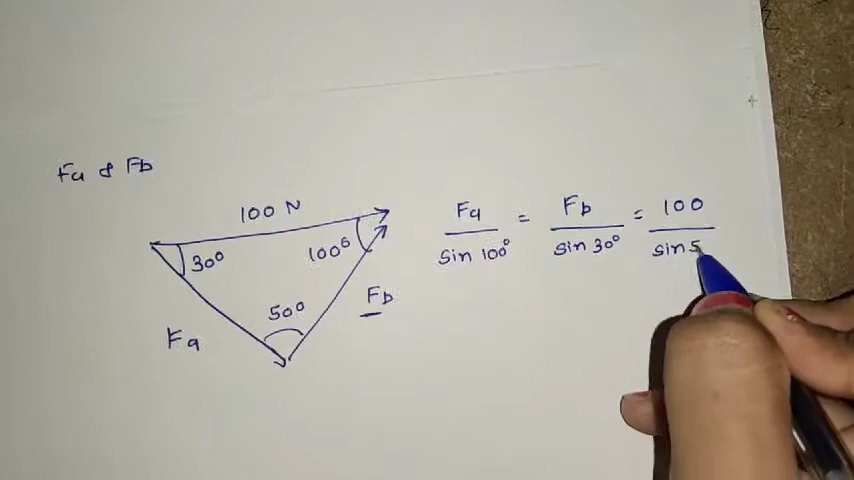 Fa & Fb
100 N
30°
100°
50°
Fa
Fb
Fa/sin 100° = Fb/sin 30° = 100/sin 5